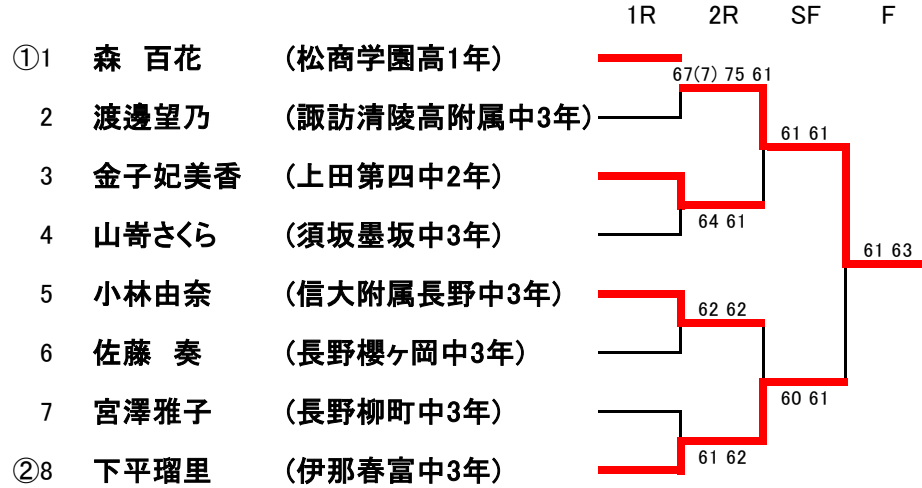 1R 2R SF F
①1 森 百花 (松商学園高1年)
67(7) 75 61
2 渡邊望乃 (諏訪清陵高附属中3年)
61 61
3 金子妃美香 (上田第四中2年)
64 61
4 山嵜さくら (須坂墨坂中3年)
61 63
5 小林由奈 (信大附属長野中3年)
62 62
6 佐藤 奏 (長野櫻ヶ岡中3年)
60 61
7 宮澤雅子 (長野柳町中3年)
61 62
②8 下平瑠里 (伊那春富中3年)